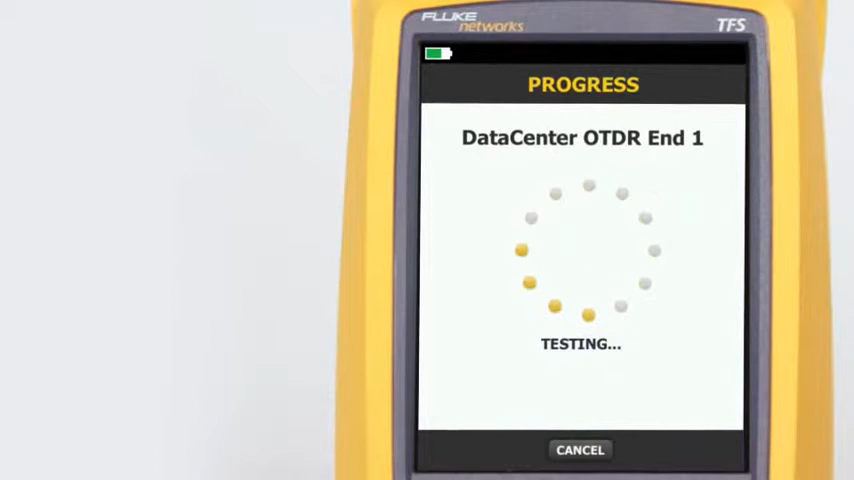 FLUKE
networks
TFS
PROGRESS
DataCenter OTDR End 1
TESTING...
CANCEL